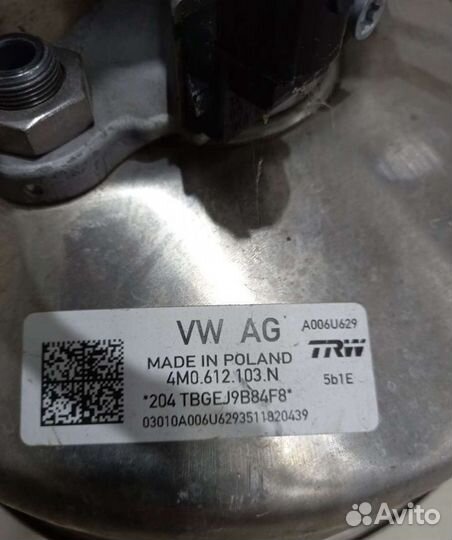 VW AG
A006U629
MADE IN POLAND
TRW
4M0.612.103.N
5b1E
*204 TBGEJ9B84F8*
03010A006U6293511820439
Avito